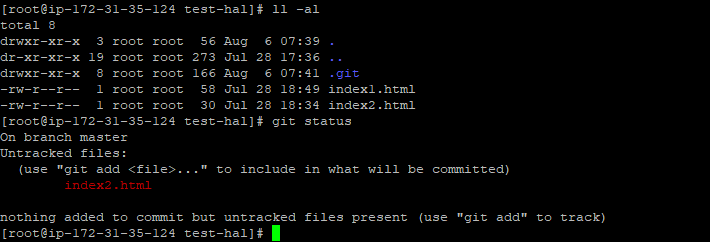 [root@ip-172-31-35-124 test-hal]# ll -al
total 8
drwxr-xr-x  3 root root  56 Aug  6 07:39 .
dr-xr-xr-x 19 root root 273 Jul 28 17:36 ..
drwxr-xr-x  8 root root 166 Aug  6 07:41 .git
-rw-r--r--  1 root root  58 Jul 28 18:49 index1.html
-rw-r--r--  1 root root  30 Jul 28 18:34 index2.html
[root@ip-172-31-35-124 test-hal]# git status
On branch master
Untracked files:
  (use "git add <file>..." to include in what will be committed)
        index2.html

nothing added to commit but untracked files present (use "git add" to track)
[root@ip-172-31-35-124 test-hal]#